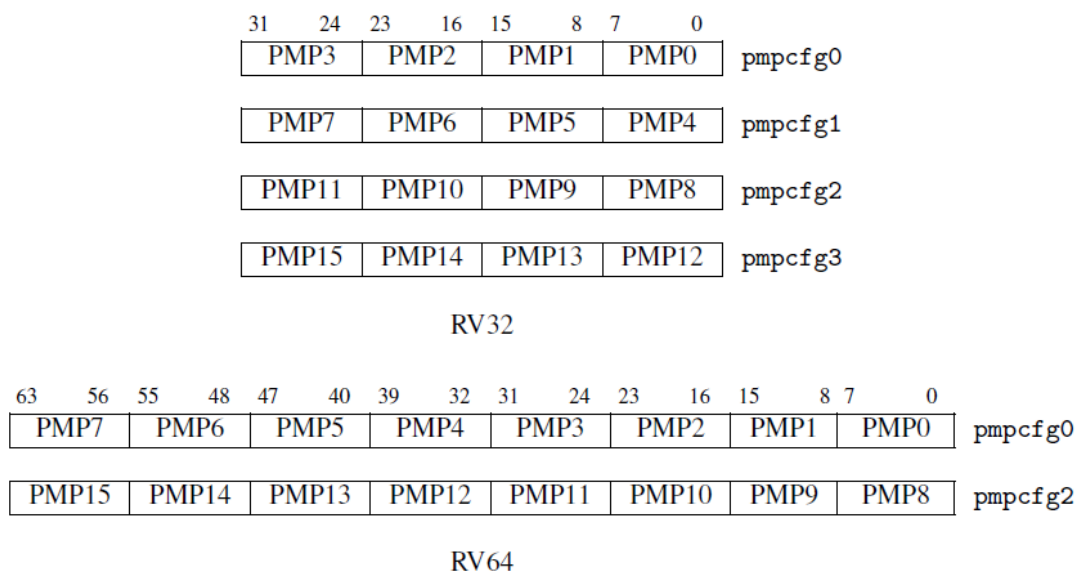 31 24 23 16 15 8 7 0
PMP3 PMP2 PMP1 PMP0 pmpcfg0
PMP7 PMP6 PMP5 PMP4 pmpcfg1
PMP11 PMP10 PMP9 PMP8 pmpcfg2
PMP15 PMP14 PMP13 PMP12 pmpcfg3
RV32
63 56 55 48 47 40 39 32 31 24 23 16 15 8 7 0
PMP7 PMP6 PMP5 PMP4 PMP3 PMP2 PMP1 PMP0 pmpcfg0
PMP15 PMP14 PMP13 PMP12 PMP11 PMP10 PMP9 PMP8 pmpcfg2
RV64